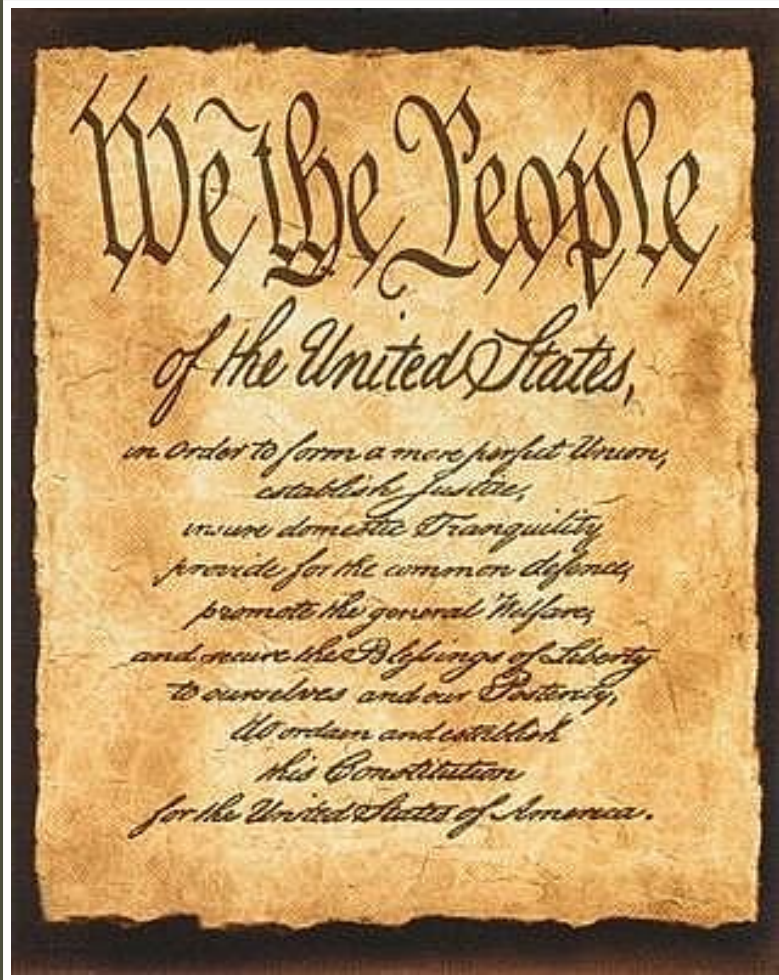 We the People
of the United States,
in Order to form a more perfect Union,
establish Justice,
insure domestic Tranquility
provide for the common defence,
promote the general Welfare,
and secure the Blessings of Liberty
to ourselves and our Posterity,
do ordain and establish
this Constitution
for the United States of America.